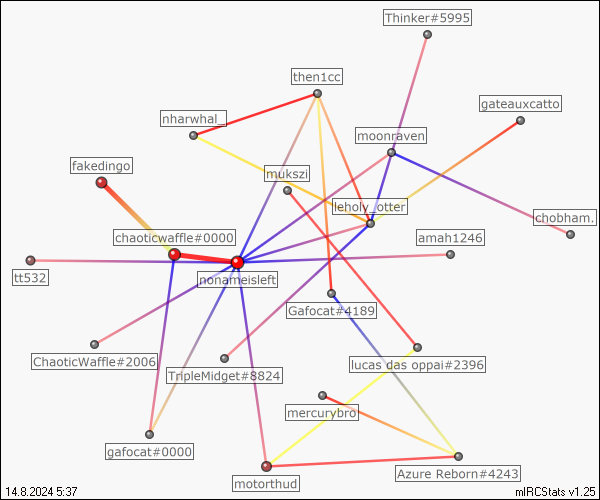 Thinker#5995
then1cc
gateauxcatto
nharwhal_
moonraven
fakedingo
mukszi
leholy_otter
chobham.
chaoticwaffle#0000
amah1246
tt532
nonameisleft
Gafocat#4189
ChaoticWaffle#2006
TripleMidget#8824
lucas das oppai#2396
mercurybro
gafocat#0000
Azure Reborn#4243
motorthud
14.8.2024 5:37
mIRCStats v1.25